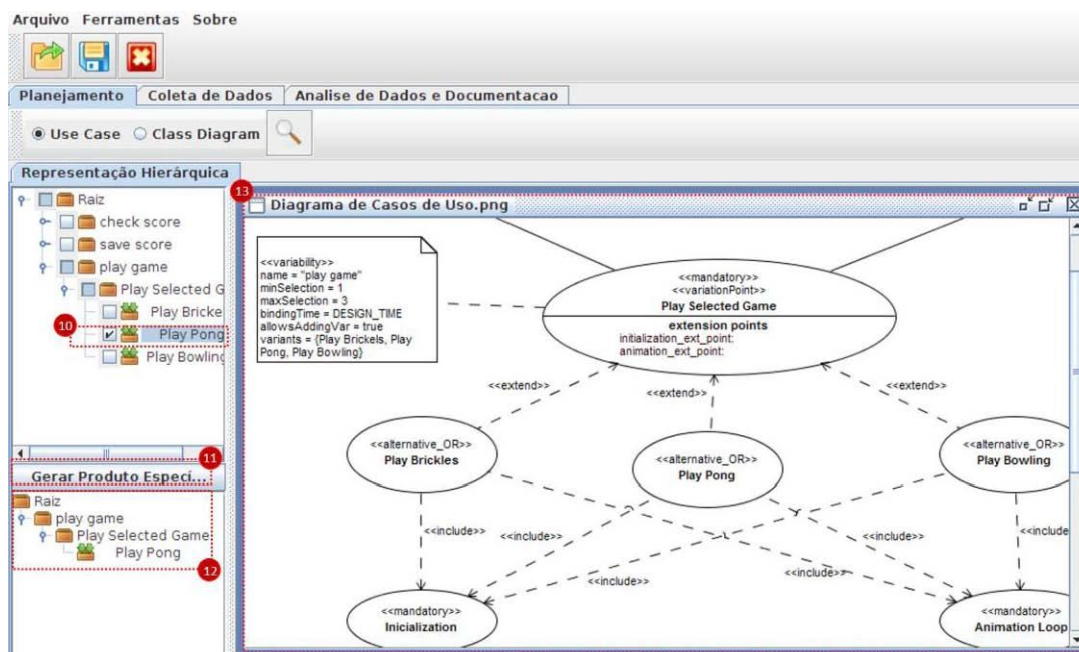 Arquivo Ferramentas Sobre
Planejamento Coleta de Dados Analise de Dados e Documentacao
Use Case Class Diagram
Representação Hierárquica
Raiz
check score
save score
play game
Play Selected G
Play Bricke
10
Play Pong
Play Bowling
11
Gerar Produto Especí...
Raiz
play game
Play Selected Game
Play Pong
12
13
Diagrama de Casos de Uso.png
<<variability>>
name = "play game"
minSelection = 1
maxSelection = 3
bindingTime = DESIGN_TIME
allowsAddingVar = true
variants = {Play Brickels, Play
Pong, Play Bowling}
<<mandatory>>
<<variationPoint>>
Play Selected Game
extension points
initialization_ext_point:
animation_ext_point:
<<extend>>
<<extend>>
<<extend>>
<<alternative_OR>>
Play Brickles
<<alternative_OR>>
Play Pong
<<alternative_OR>>
Play Bowling
<<include>>
<<include>>
<<include>>
<<include
<<include>>
<<include>>
<<mandatory>>
Inicialization
<<mandatory>>
Animation Loop